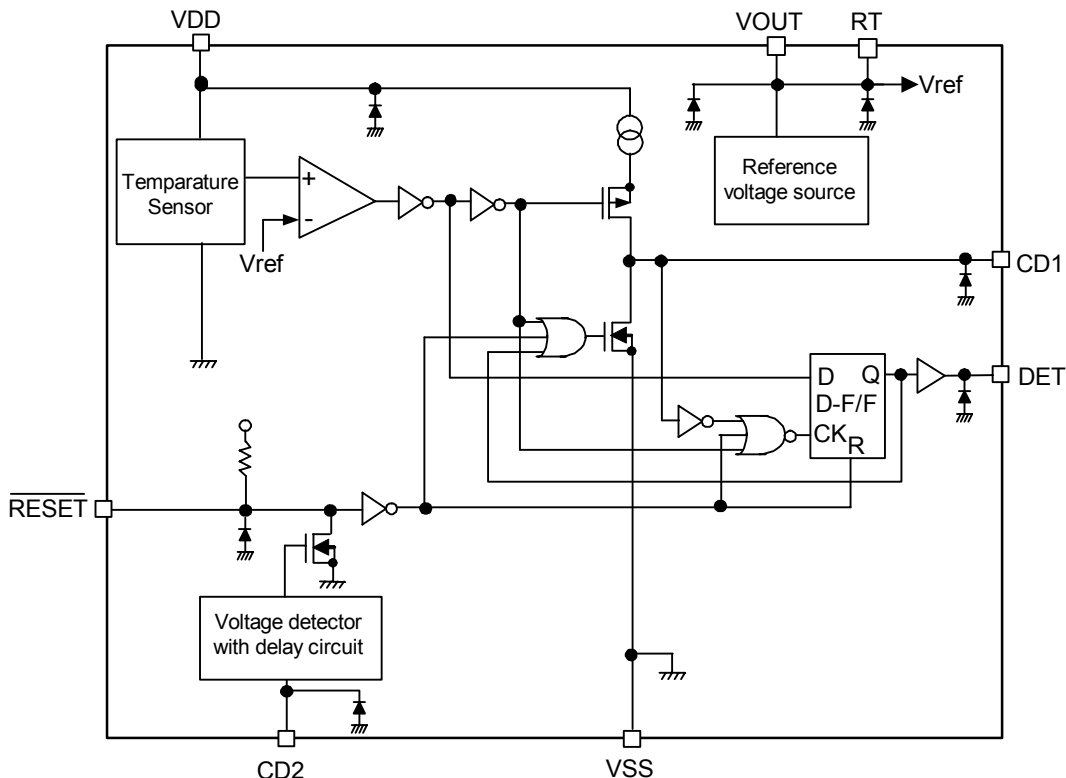 VDD
VOUT
RT
Vref
Temparature
Sensor
+
-
Vref
Reference
voltage source
CD1
D
Q
D-F/F
CK
R
DET
RESET
Voltage detector
with delay circuit
CD2
VSS